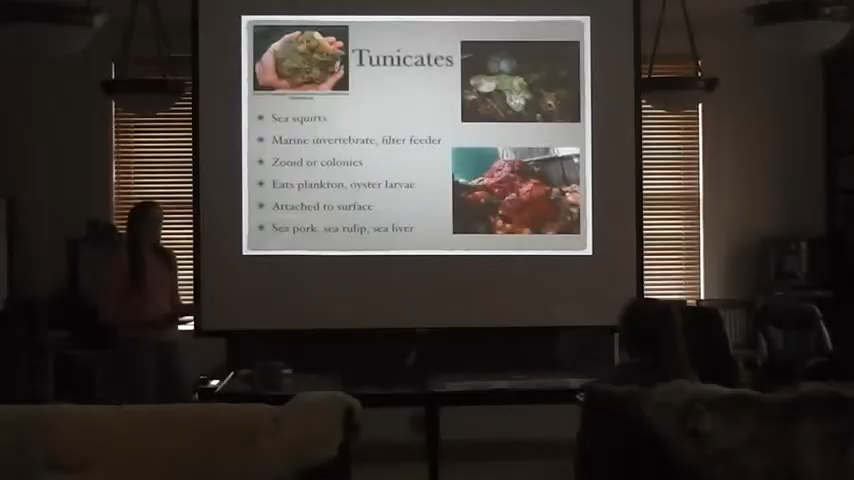 Tunicates
Sea squirts
Marine invertebrate, filter feeder
Zooid or colonies
Eats plankton, oyster larvae
Attached to surface
Sea pork, sea tulip, sea liver